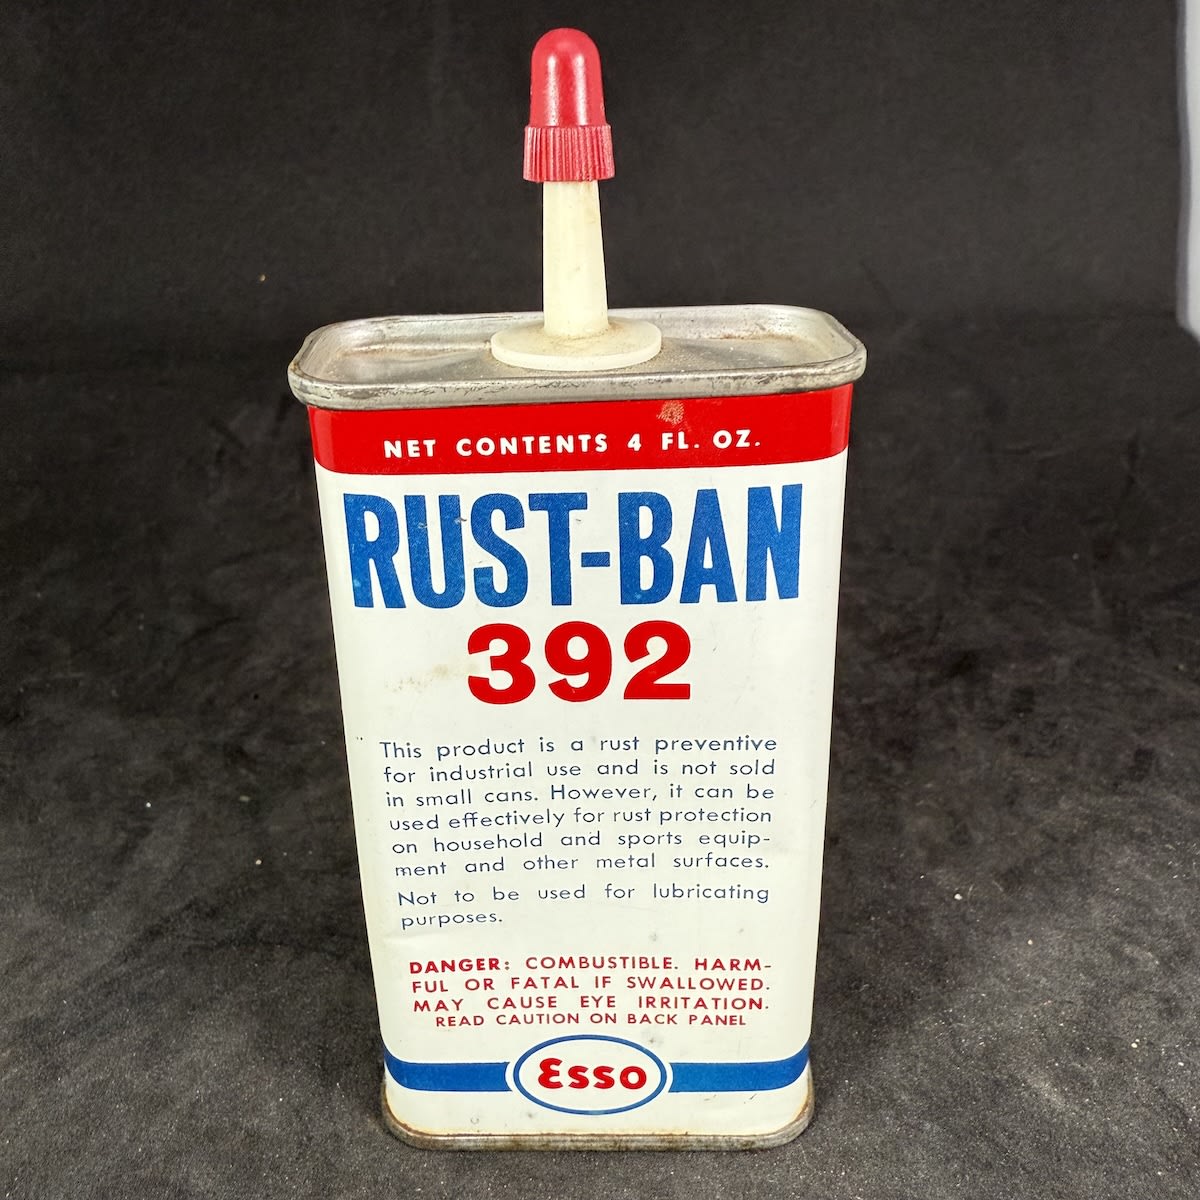 NET CONTENTS 4 FL. OZ.
RUST-BAN
392
This product is a rust preventive
for industrial use and is not sold
in small cans. However, it can be
used effectively for rust protection
on household and sports equip-
ment and other metal surfaces.
Not to be used for lubricating
purposes.
DANGER: COMBUSTIBLE. HARM-
FUL OR FATAL IF SWALLOWED.
MAY CAUSE EYE IRRITATION.
READ CAUTION ON BACK PANEL
Esso